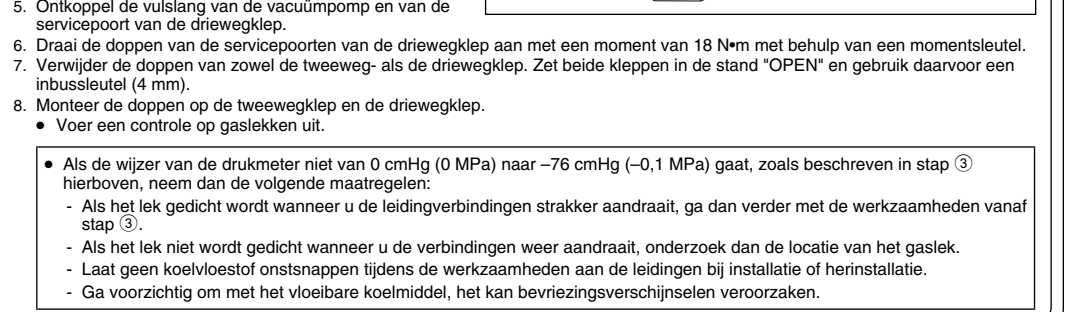 5. Ontkoppel de vulslang van de vacuümpomp en van de
servicepoort van de driewegklep.
6. Draai de doppen van de servicepoorten van de driewegklep aan met een moment van 18 N•m met behulp van een momentsleutel.
7. Verwijder de doppen van zowel de tweeweg- als de driewegklep. Zet beide kleppen in de stand "OPEN" en gebruik daarvoor een
inbussleutel (4 mm).
8. Monteer de doppen op de tweewegklep en de driewegklep.
• Voer een controle op gaslekken uit.
• Als de wijzer van de drukmeter niet van 0 cmHg (0 MPa) naar –76 cmHg (–0,1 MPa) gaat, zoals beschreven in stap ③
hierboven, neem dan de volgende maatregelen:
- Als het lek gedicht wordt wanneer u de leidingverbindingen strakker aandraait, ga dan verder met de werkzaamheden vanaf
stap ③.
- Als het lek niet wordt gedicht wanneer u de verbindingen weer aandraait, onderzoek dan de locatie van het gaslek.
- Laat geen koelvloestof onstsnappen tijdens de werkzaamheden aan de leidingen bij installatie of herinstallatie.
- Ga voorzichtig om met het vloeibare koelmiddel, het kan bevriezingsverschijnselen veroorzaken.